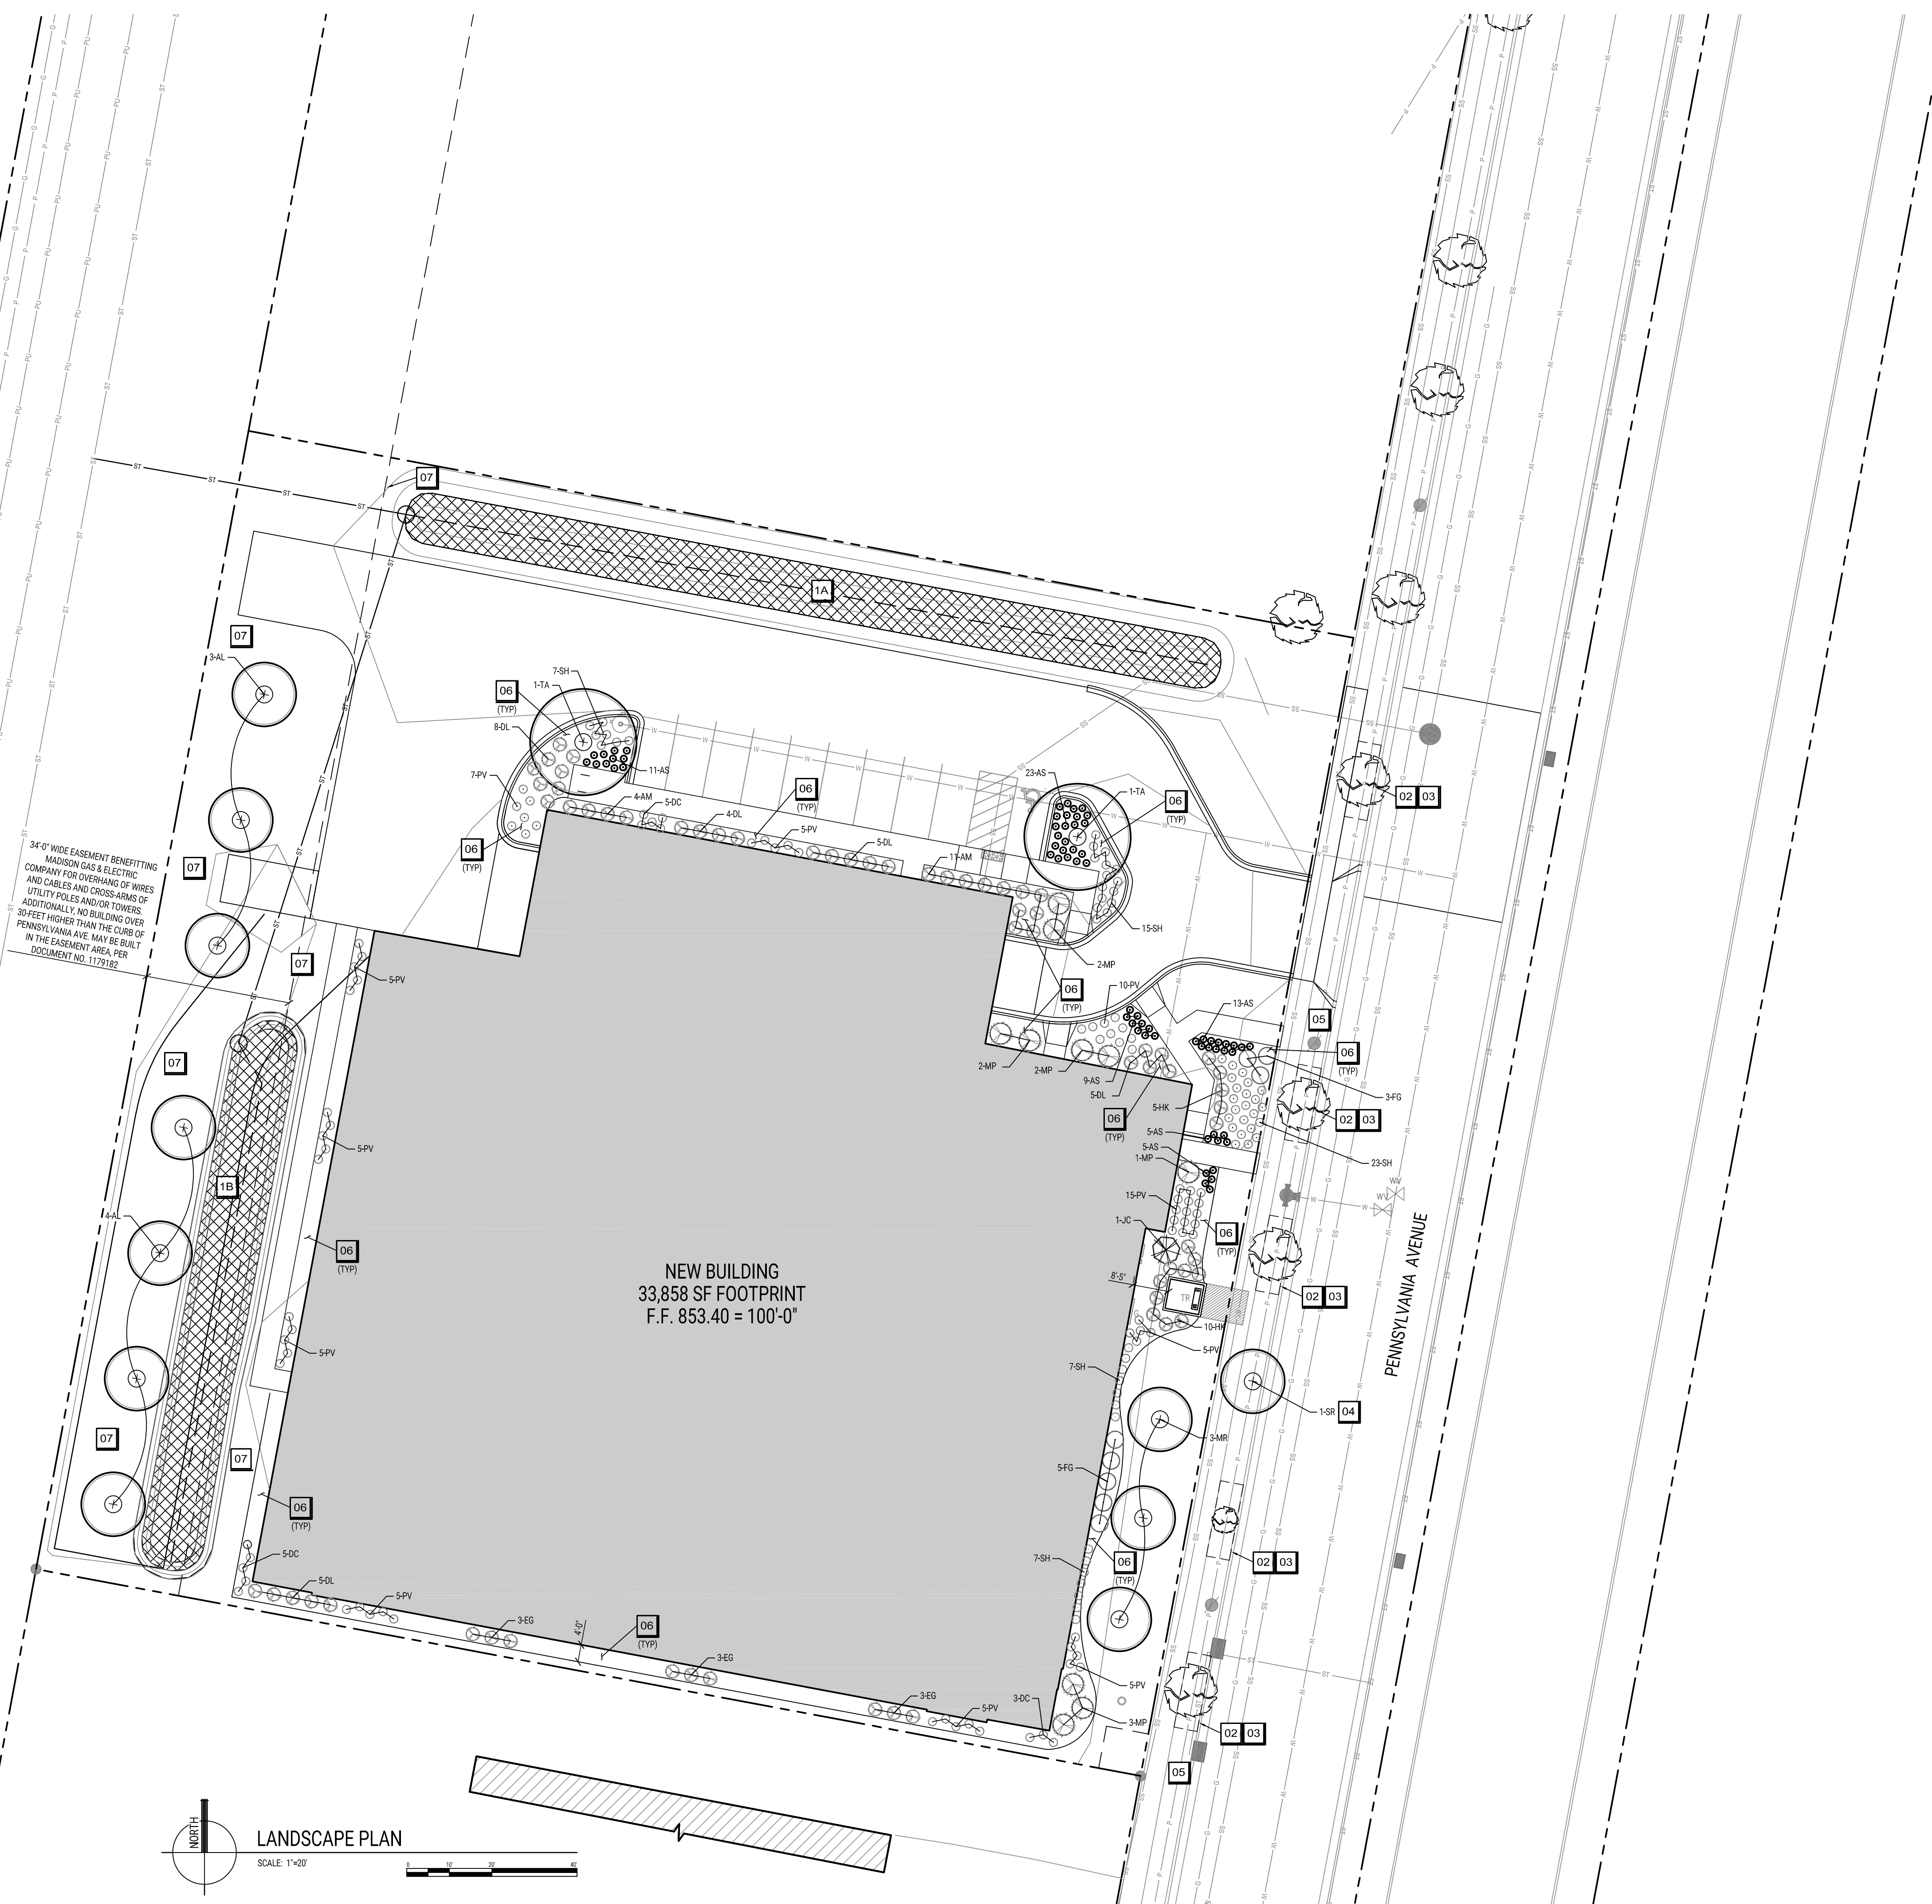 07
1A
07
3-AL
7-SH
06
1-TA
(TYP)
8-DL
11-AS
7-PV
4-AM
5-DC
06
(TYP)
4-DL
5-PV
5-DL
06
(TYP)
23-AS
1-TA
06
(TYP)
11-AM
15-SH
2-MP
02 03
07
34'-0" WIDE EASEMENT BENEFITTING
MADISON GAS & ELECTRIC
COMPANY FOR OVERHANG OF WIRES
AND CABLES AND CROSS-ARMS OF
UTILITY POLES AND/OR TOWERS.
ADDITIONALLY, NO BUILDING OVER
30-FEET HIGHER THAN THE CURB OF
PENNSYLVANIA AVE. MAY BE BUILT
IN THE EASEMENT AREA, PER
DOCUMENT NO. 1179182
07
5-PV
06
(TYP)
10-PV
13-AS
05
06
(TYP)
2-MP
2-MP
9-AS
5-DL
06
(TYP)
5-HK
3-FG
02 03
07
5-PV
5-AS
5-AS
1-MP
23-SH
1B
15-PV
1-JC
06
(TYP)
WV
WV
4-AL
06
(TYP)
8'-5"
TR
02 03
10-HK
5-PV
NEW BUILDING
33,858 SF FOOTPRINT
F.F. 853.40 = 100'-0"
PENNSYLVANIA AVENUE
5-PV
7-SH
1-SR 04
3-MR
07
07
5-FG
06
(TYP)
7-SH
06
(TYP)
02 03
5-DC
5-DL
5-PV
3-EG
4'-0"
06
(TYP)
3-EG
3-EG
5-PV
3-DC
5-PV
3-MP
02 03
05
NORTH
LANDSCAPE PLAN
SCALE: 1"=20'
0 10' 20' 40'